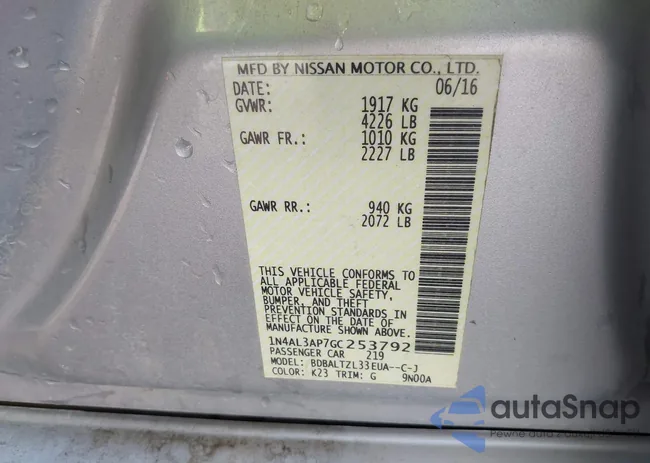 MFD BY NISSAN MOTOR CO., LTD.
DATE: 06/16
GVWR: 1917 KG
4226 LB
GAWR FR.: 1010 KG
2227 LB
GAWR RR.: 940 KG
2072 LB
THIS VEHICLE CONFORMS TO
ALL APPLICABLE FEDERAL
MOTOR VEHICLE SAFETY,
BUMPER, AND THEFT
PREVENTION STANDARDS IN
EFFECT ON THE DATE OF
MANUFACTURE SHOWN ABOVE.
1N4AL3AP7GC253792
PASSENGER CAR 219
MODEL: BDBALTZL33EUA--C-J
COLOR: K23 TRIM: G 9N00A
autoSnap
Pewne auta z aukcji